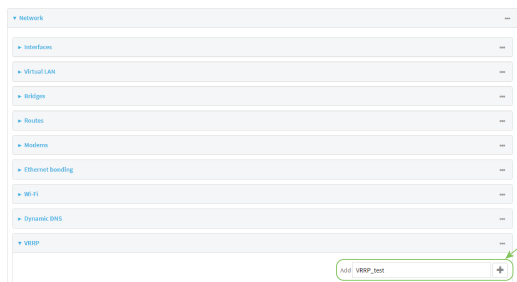 Network
Interfaces
Virtual LAN
Bridges
Routes
Modems
Ethernet bonding
Wi-Fi
Dynamic DNS
VRRP
Add VRRP_test